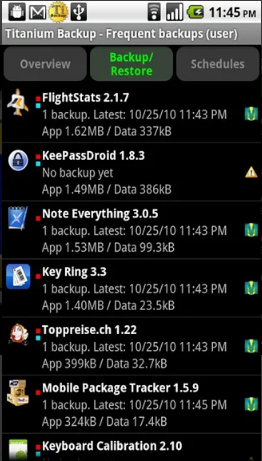 11:45 PM
Titanium Backup - Frequent backups (user)
Overview
Backup/
Restore
Schedules
FlightStats 2.1.7
1 backup. Latest: 10/25/10 11:43 PM
App 1.62MB / Data 337kB
KeePassDroid 1.8.3
No backup yet
App 1.49MB / Data 386kB
Note Everything 3.0.5
1 backup. Latest: 10/25/10 11:43 PM
App 1.53MB / Data 99.3kB
Key Ring 3.3
1 backup. Latest: 10/25/10 11:43 PM
App 1.40MB / Data 23.5kB
Toppreise.ch 1.22
1 backup. Latest: 10/25/10 11:43 PM
App 399kB / Data 32.7kB
Mobile Package Tracker 1.5.9
1 backup. Latest: 10/25/10 11:45 PM
App 324kB / Data 17.4kB
Keyboard Calibration 2.10